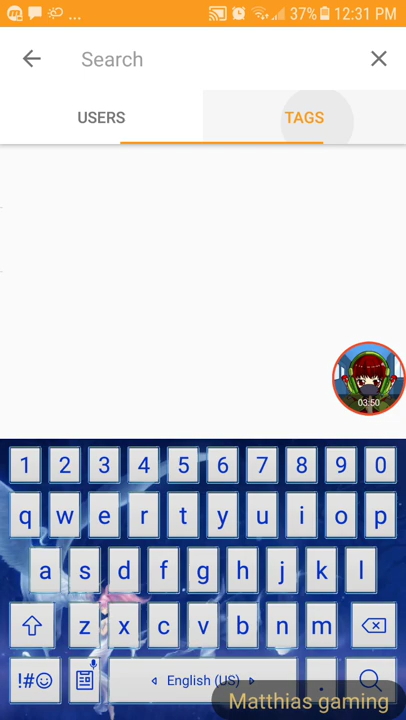 37% 12:31 PM
Search
USERS TAGS
03:50
1 2 3 4 5 6 7 8 9 0
q w e r t y u i o p
a s d f g h j k l
z x c v b n m
!#☺ English (US) .
Matthias gaming